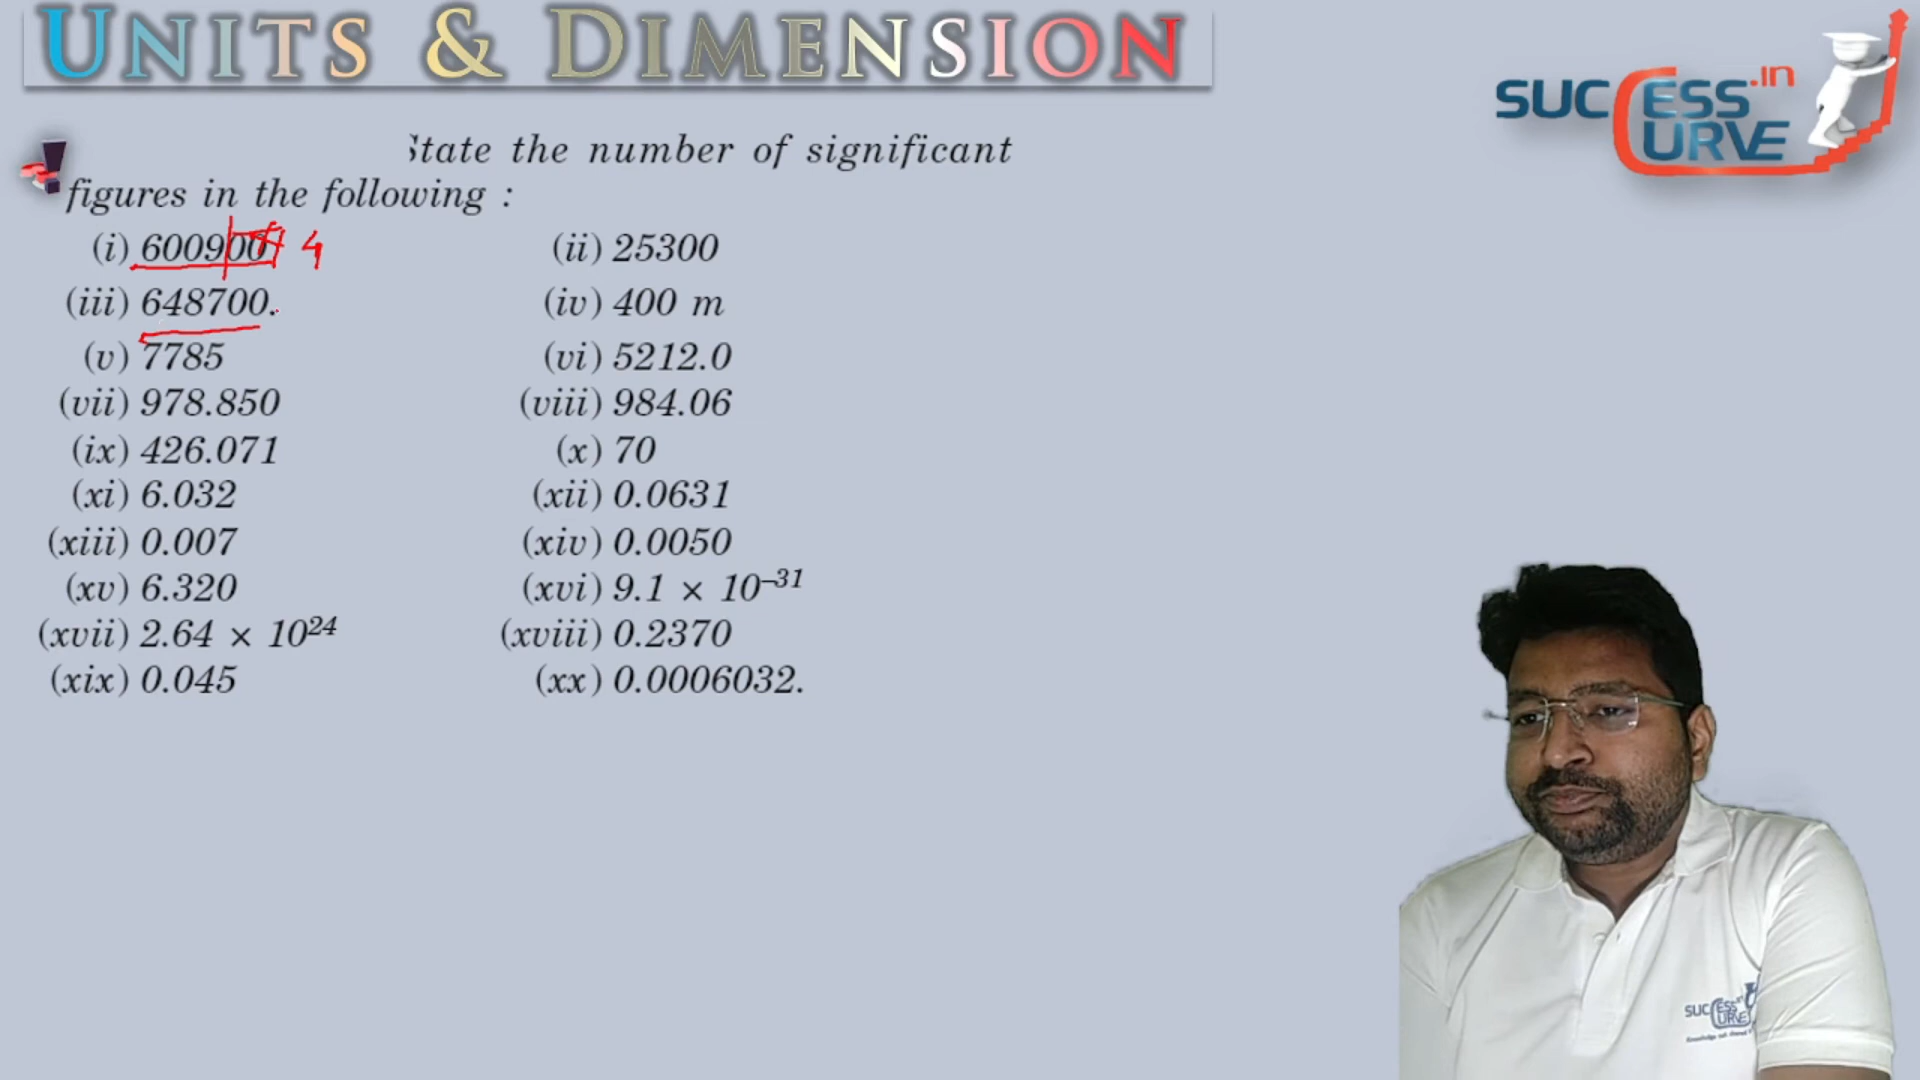 UNITS & DIMENSION
SUCCESS CURVE.in
State the number of significant
figures in the following :
(i) 600900 4
(ii) 25300
(iii) 648700.
(iv) 400 m
(v) 7785
(vi) 5212.0
(vii) 978.850
(viii) 984.06
(ix) 426.071
(x) 70
(xi) 6.032
(xii) 0.0631
(xiii) 0.007
(xiv) 0.0050
(xv) 6.320
(xvi) 9.1 × 10⁻³¹
(xvii) 2.64 × 10²⁴
(xviii) 0.2370
(xix) 0.045
(xx) 0.0006032.
SUCCESS CURVE